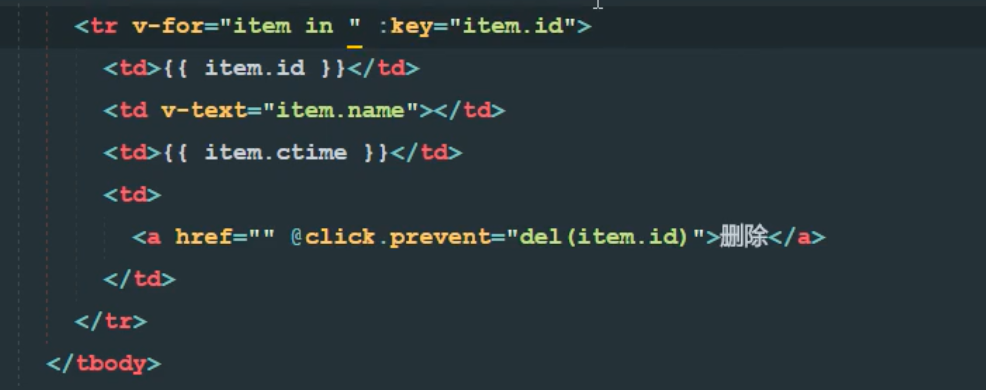 <tr v-for="item in " :key="item.id">
<td>{{ item.id }}</td>
<td v-text="item.name"></td>
<td>{{ item.ctime }}</td>
<td>
<a href="" @click.prevent="del(item.id)">删除</a>
</td>
</tr>
</tbody>